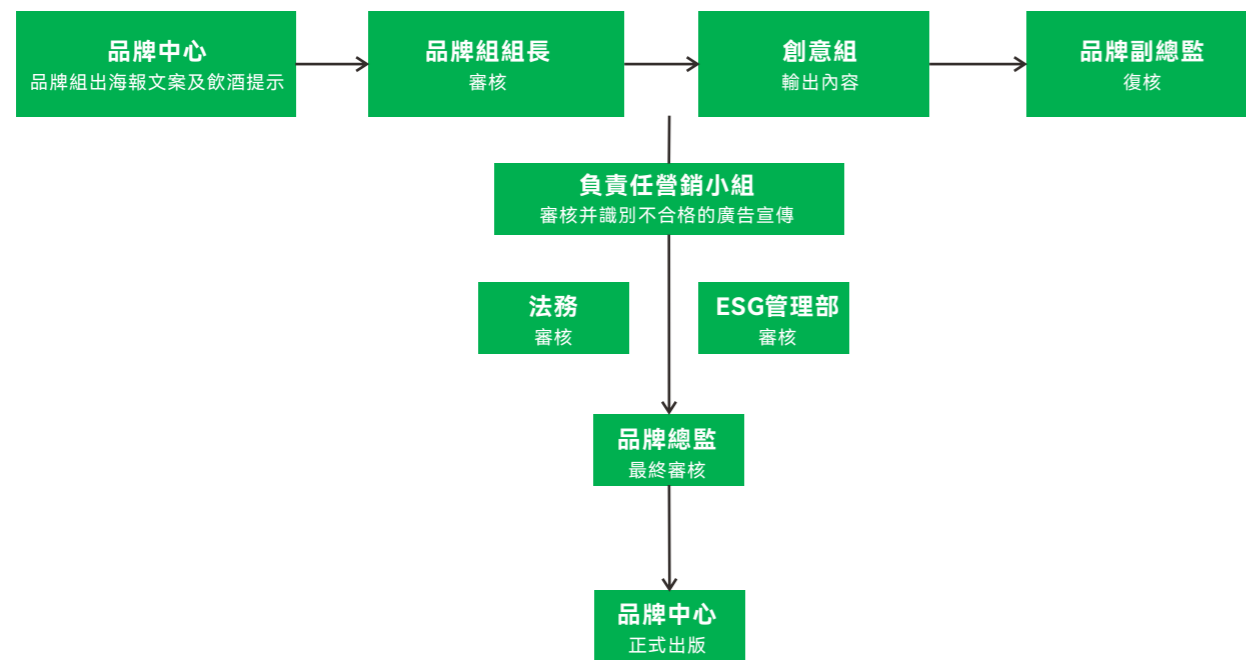 品牌中心
品牌組出海報文案及飲酒提示
品牌組組長
審核
創意組
輸出內容
品牌副總監
復核
負責任營銷小組
審核并識別不合格的廣告宣傳
法務
審核
ESG管理部
審核
品牌總監
最終審核
品牌中心
正式出版